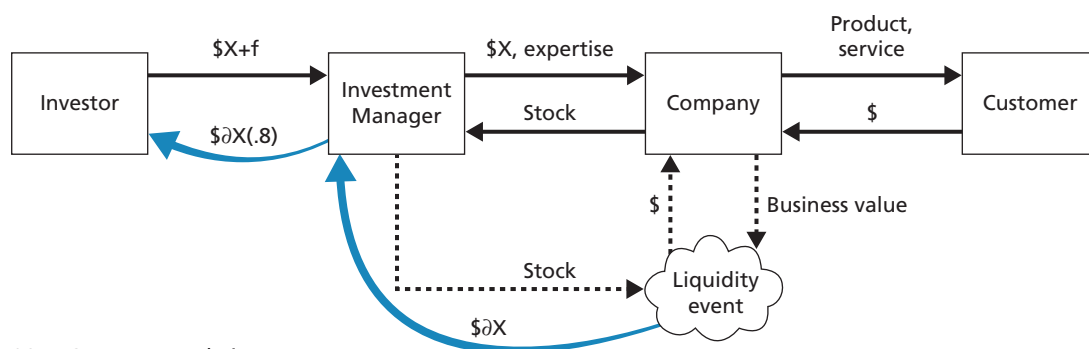 $X+f
$X, expertise
Product,
service
Investor
Investment
Manager
Company
Customer
Stock
$
$∂X(.8)
$
Business value
Stock
Liquidity
event
$∂X